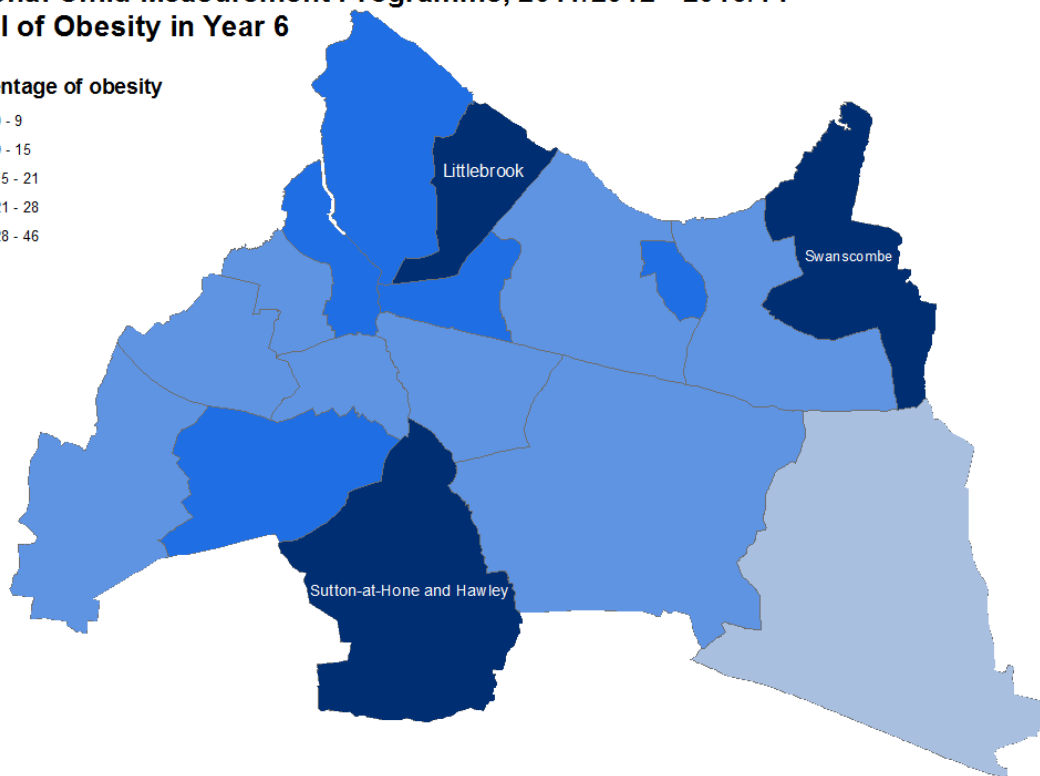 l of Obesity in Year 6
entage of obesity
- 9
- 15
5 - 21
21 - 28
28 - 46
Littlebrook
Swanscombe
Sutton-at-Hone and Hawley